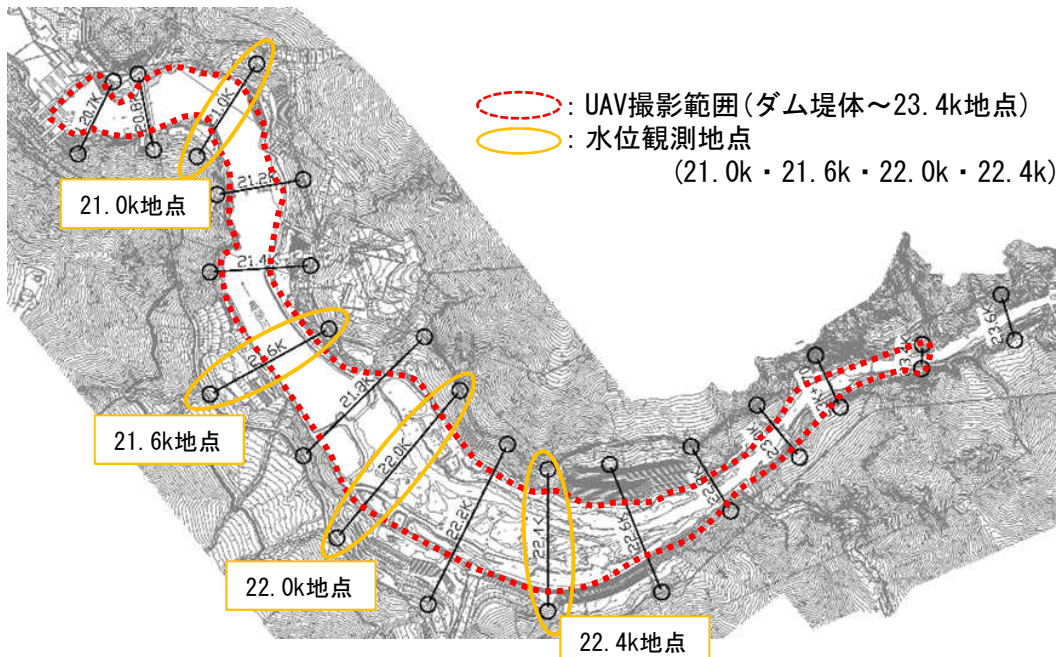 : UAV撮影範囲(ダム堤体～23.4k地点)
: 水位観測地点
(21.0k・21.6k・22.0k・22.4k)
20.7K
20.8K
21.0K
21.2K
21.0k地点
21.4K
21.6K
21.8K
21.6k地点
22.0K
22.2K
22.1K
22.6K
23.6K
22.0k地点
22.4k地点